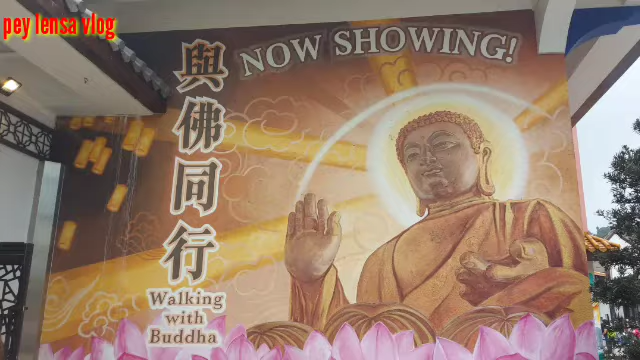 pey lensa vlog
NOW SHOWING!
與佛同行
Walking
with
Buddha